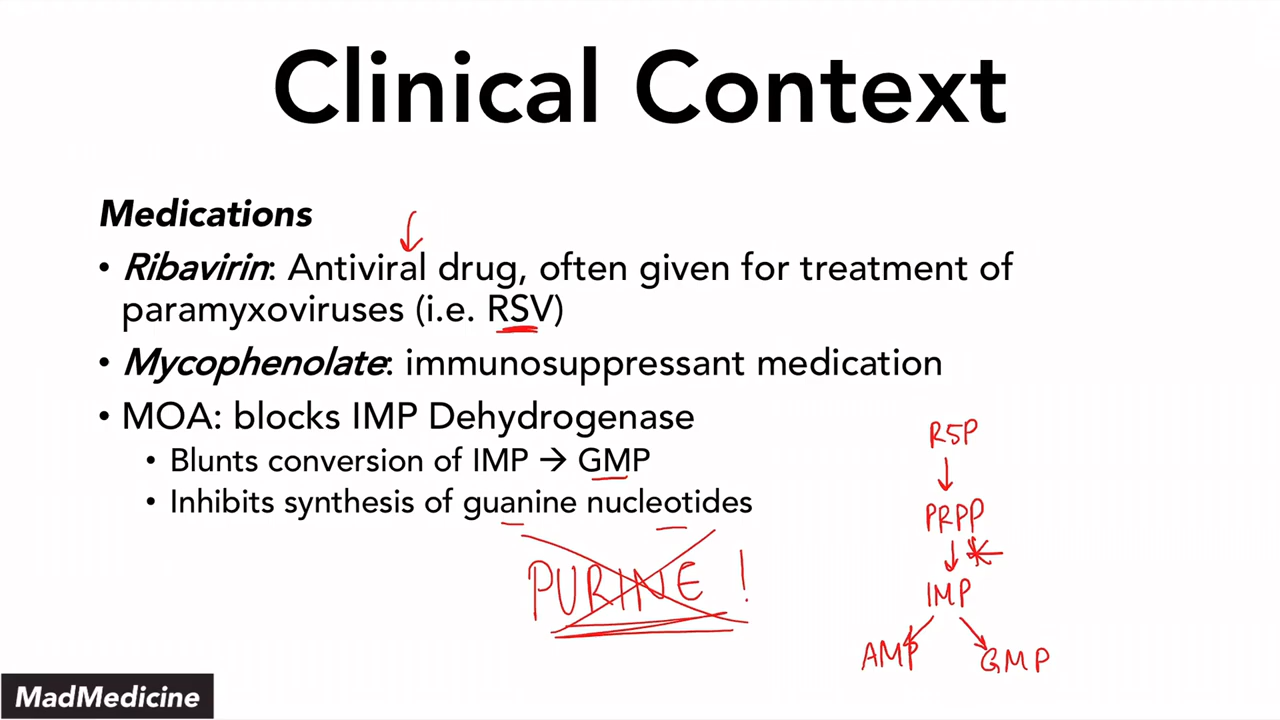 Clinical Context
Medications
• Ribavirin: Antiviral drug, often given for treatment of
paramyxoviruses (i.e. RSV)
• Mycophenolate: immunosuppressant medication
• MOA: blocks IMP Dehydrogenase
• Blunts conversion of IMP → GMP
• Inhibits synthesis of guanine nucleotides
PURINE !
R5P
PRPP
IMP
AMP GMP
MadMedicine